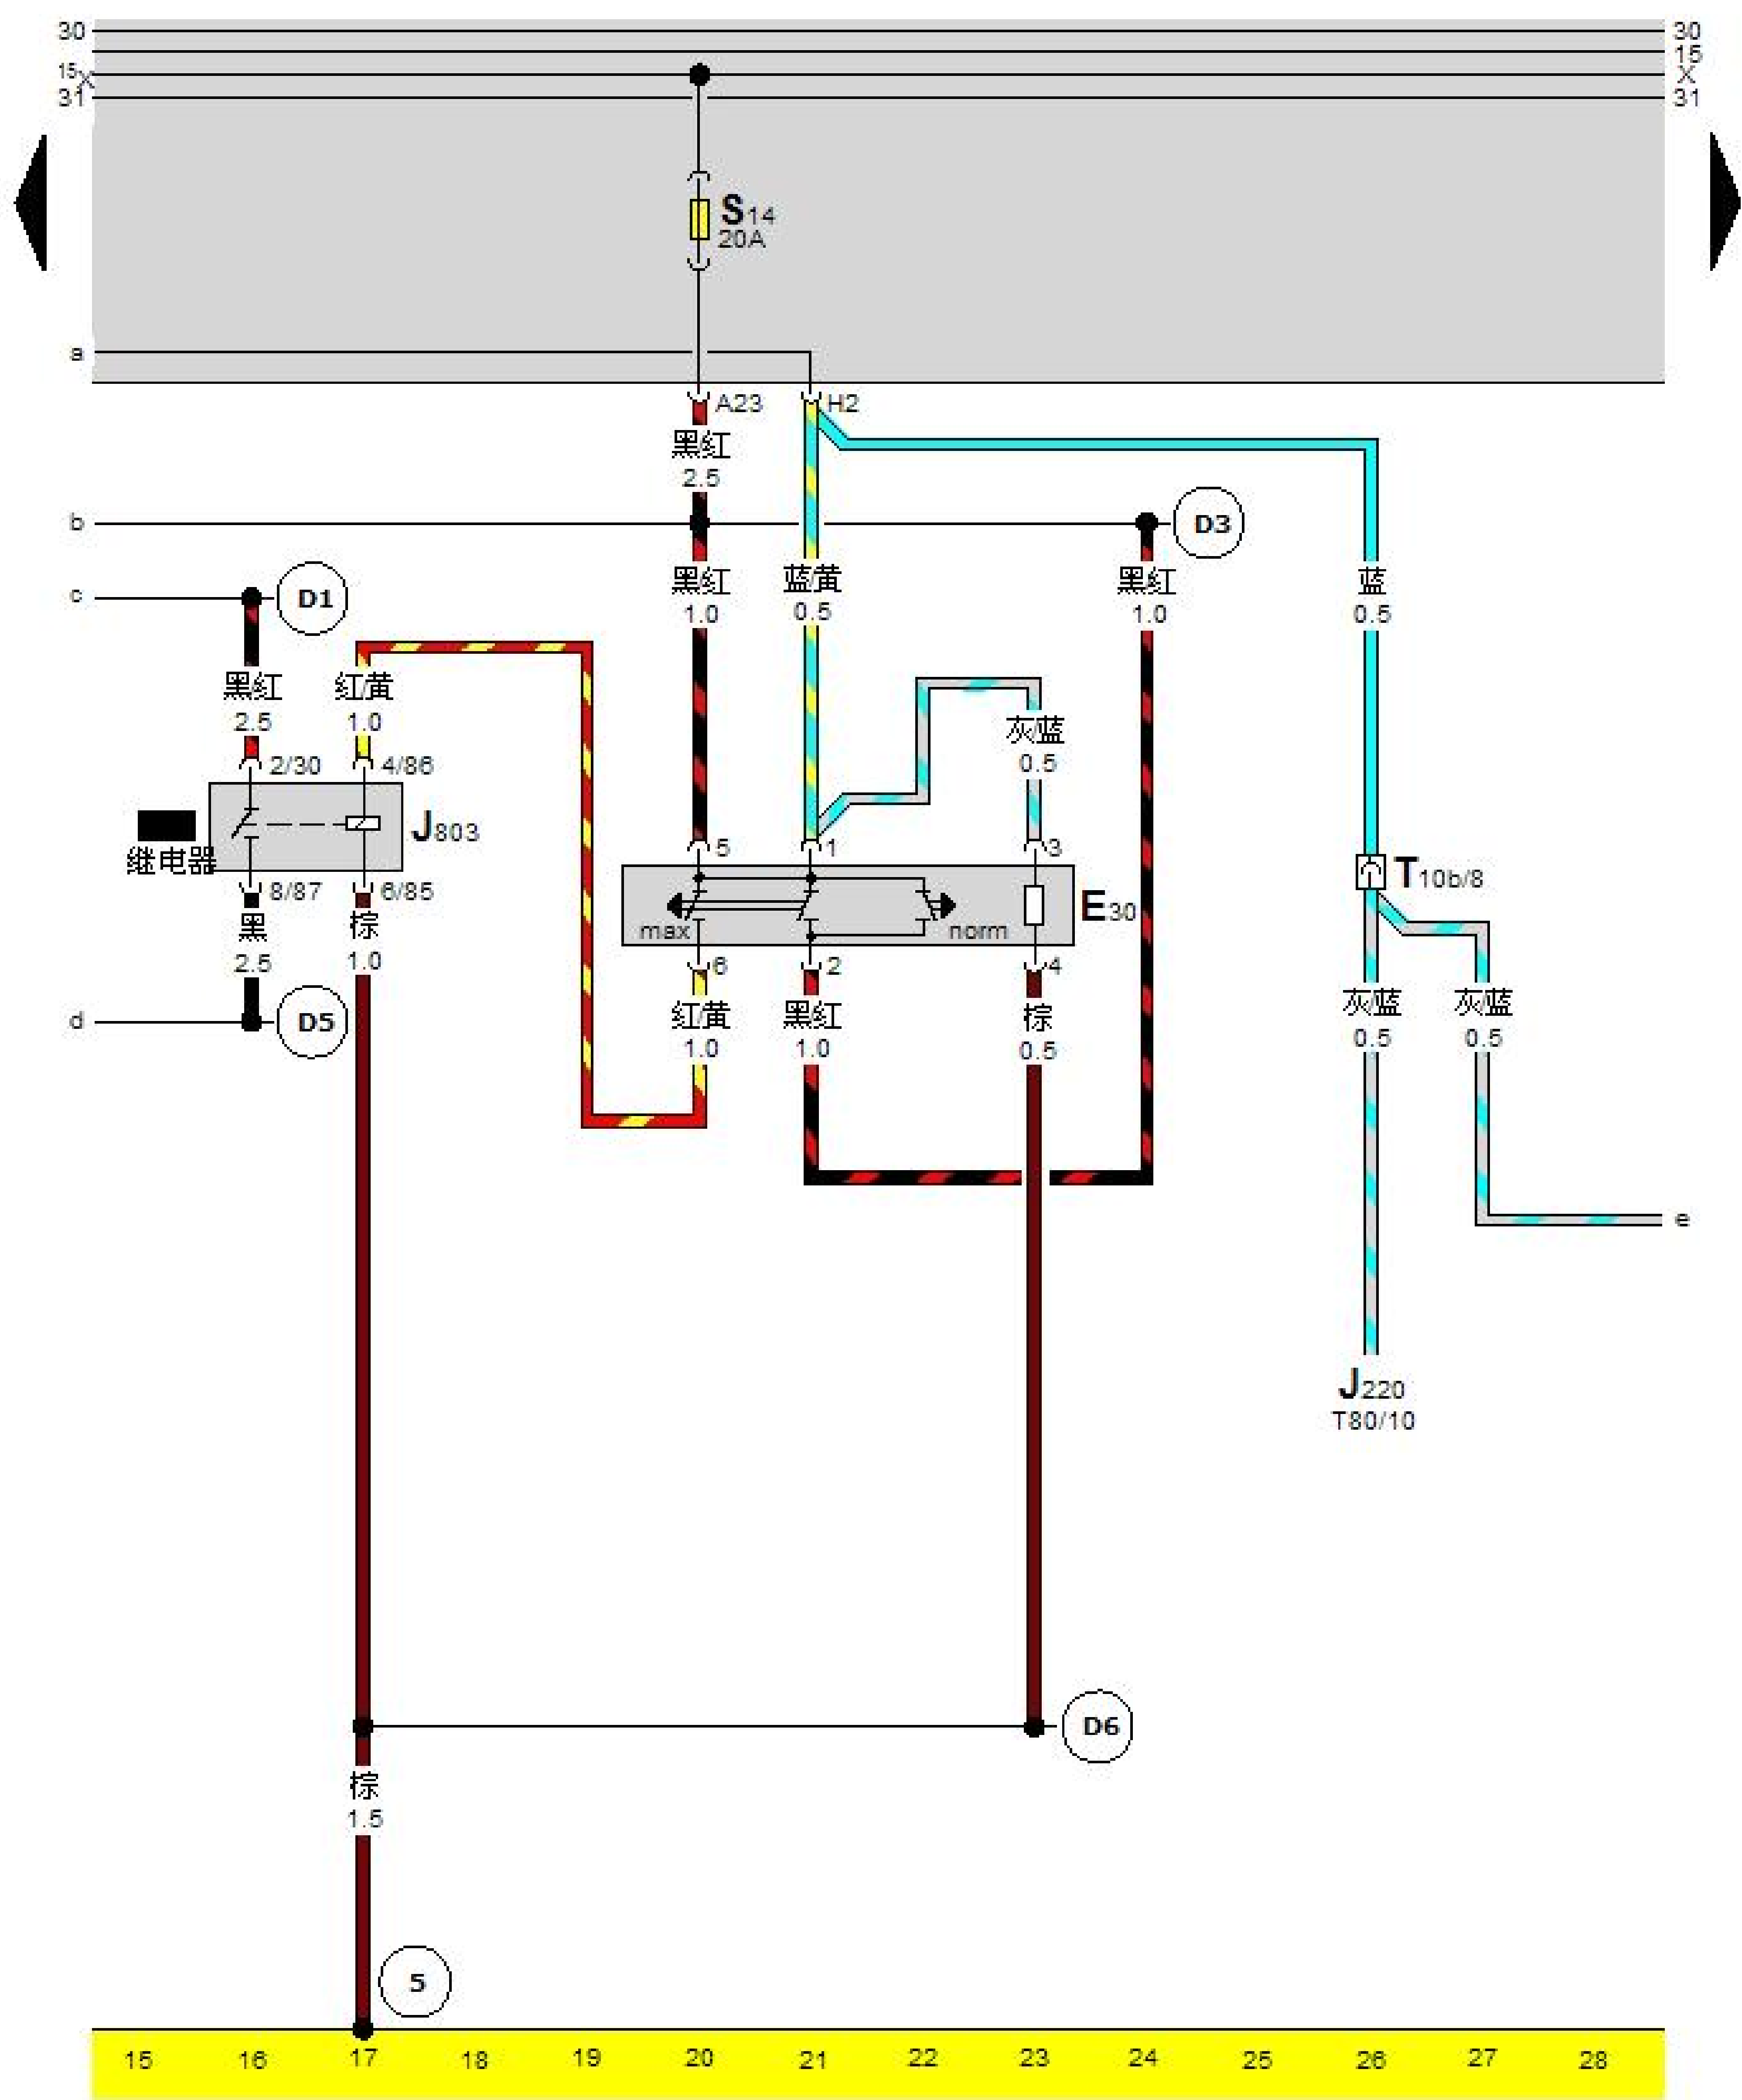 30 30
15 15
X X
31 31
S14
20A
a
A23 H2
黑/红
2.5
b D3
c D1
黑/红 蓝/黄 黑/红 蓝
1.0 0.5 1.0 0.5
黑/红 红/黄
2.5 1.0
灰/蓝
0.5
2/30 4/86
J803
继电器
5 1 3
T10b/8
8/87 6/85
E30
max norm
黑 棕
2.5 1.0
6 2 4
红/黄 黑/红 棕 灰/蓝 灰/蓝
1.0 1.0 0.5 0.5 0.5
d D5
e
J220
T80/10
D6
棕
1.5
5
15 16 17 18 19 20 21 22 23 24 25 26 27 28